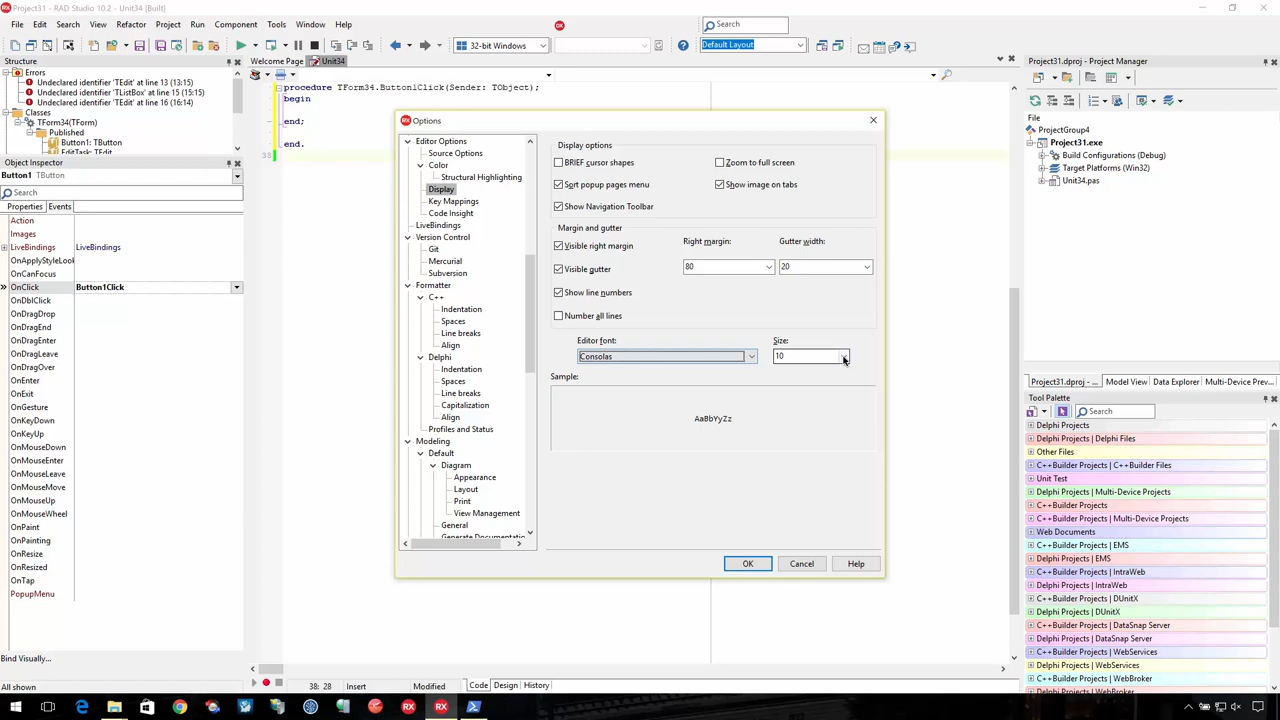 Project31 - RAD Studio 10.2 - Unit34 [Built]
File Edit Search View Refactor Project Run Component Tools Window Help
Search
32-bit Windows
Default Layout
Structure
Errors
Undeclared identifier 'TEdit' at line 13 (13:15)
Undeclared identifier 'TListBox' at line 15 (15:15)
Undeclared identifier 'TEdit' at line 16 (16:14)
Classes
TForm34(TForm)
Published
Button1: TButton
EditTask: TEdit
Object Inspector
Button1 TButton
Search
Properties Events
Action
Images
LiveBindings LiveBindings
OnApplyStyleLook
OnCanFocus
OnClick Button1Click
OnDblClick
OnDragDrop
OnDragEnd
OnDragEnter
OnDragLeave
OnDragOver
OnEnter
OnExit
OnGesture
OnKeyDown
OnKeyUp
OnMouseDown
OnMouseEnter
OnMouseLeave
OnMouseMove
OnMouseUp
OnMouseWheel
OnPaint
OnPainting
OnResize
OnResized
OnTap
PopupMenu
Bind Visually...
All shown
Welcome Page Unit34
procedure TForm34.Button1Click(Sender: TObject);
begin
end;
end.
38
38: 28 Insert Modified Code Design History
Options
Editor Options
Source Options
Color
Structural Highlighting
Display
Key Mappings
Code Insight
LiveBindings
Version Control
Git
Mercurial
Subversion
Formatter
C++
Indentation
Spaces
Line breaks
Align
Delphi
Indentation
Spaces
Line breaks
Capitalization
Align
Profiles and Status
Modeling
Default
Diagram
Appearance
Layout
Print
View Management
General
Generate Documentatio
Display options
BRIEF cursor shapes Zoom to full screen
Sort popup pages menu Show image on tabs
Show Navigation Toolbar
Margin and gutter
Visible right margin Right margin: Gutter width:
Visible gutter 80 20
Show line numbers
Number all lines
Editor font: Size:
Consolas 10
Sample:
AaBbYyZz
OK Cancel Help
Project31.dproj - Project Manager
File
ProjectGroup4
Project31.exe
Build Configurations (Debug)
Target Platforms (Win32)
Unit34.pas
Project31.dproj - ... Model View Data Explorer Multi-Device Prev...
Tool Palette
Search
Delphi Projects
Delphi Projects | Delphi Files
Other Files
C++Builder Projects | C++Builder Files
Unit Test
Delphi Projects | Multi-Device Projects
C++Builder Projects
C++Builder Projects | Multi-Device Projects
Web Documents
C++Builder Projects | EMS
Delphi Projects | EMS
C++Builder Projects | IntraWeb
Delphi Projects | IntraWeb
C++Builder Projects | DUnitX
Delphi Projects | DUnitX
C++Builder Projects | DataSnap Server
Delphi Projects | DataSnap Server
C++Builder Projects | WebServices
Delphi Projects | WebServices
C++Builder Projects | WebBroker
Delphi Projects | WebBroker